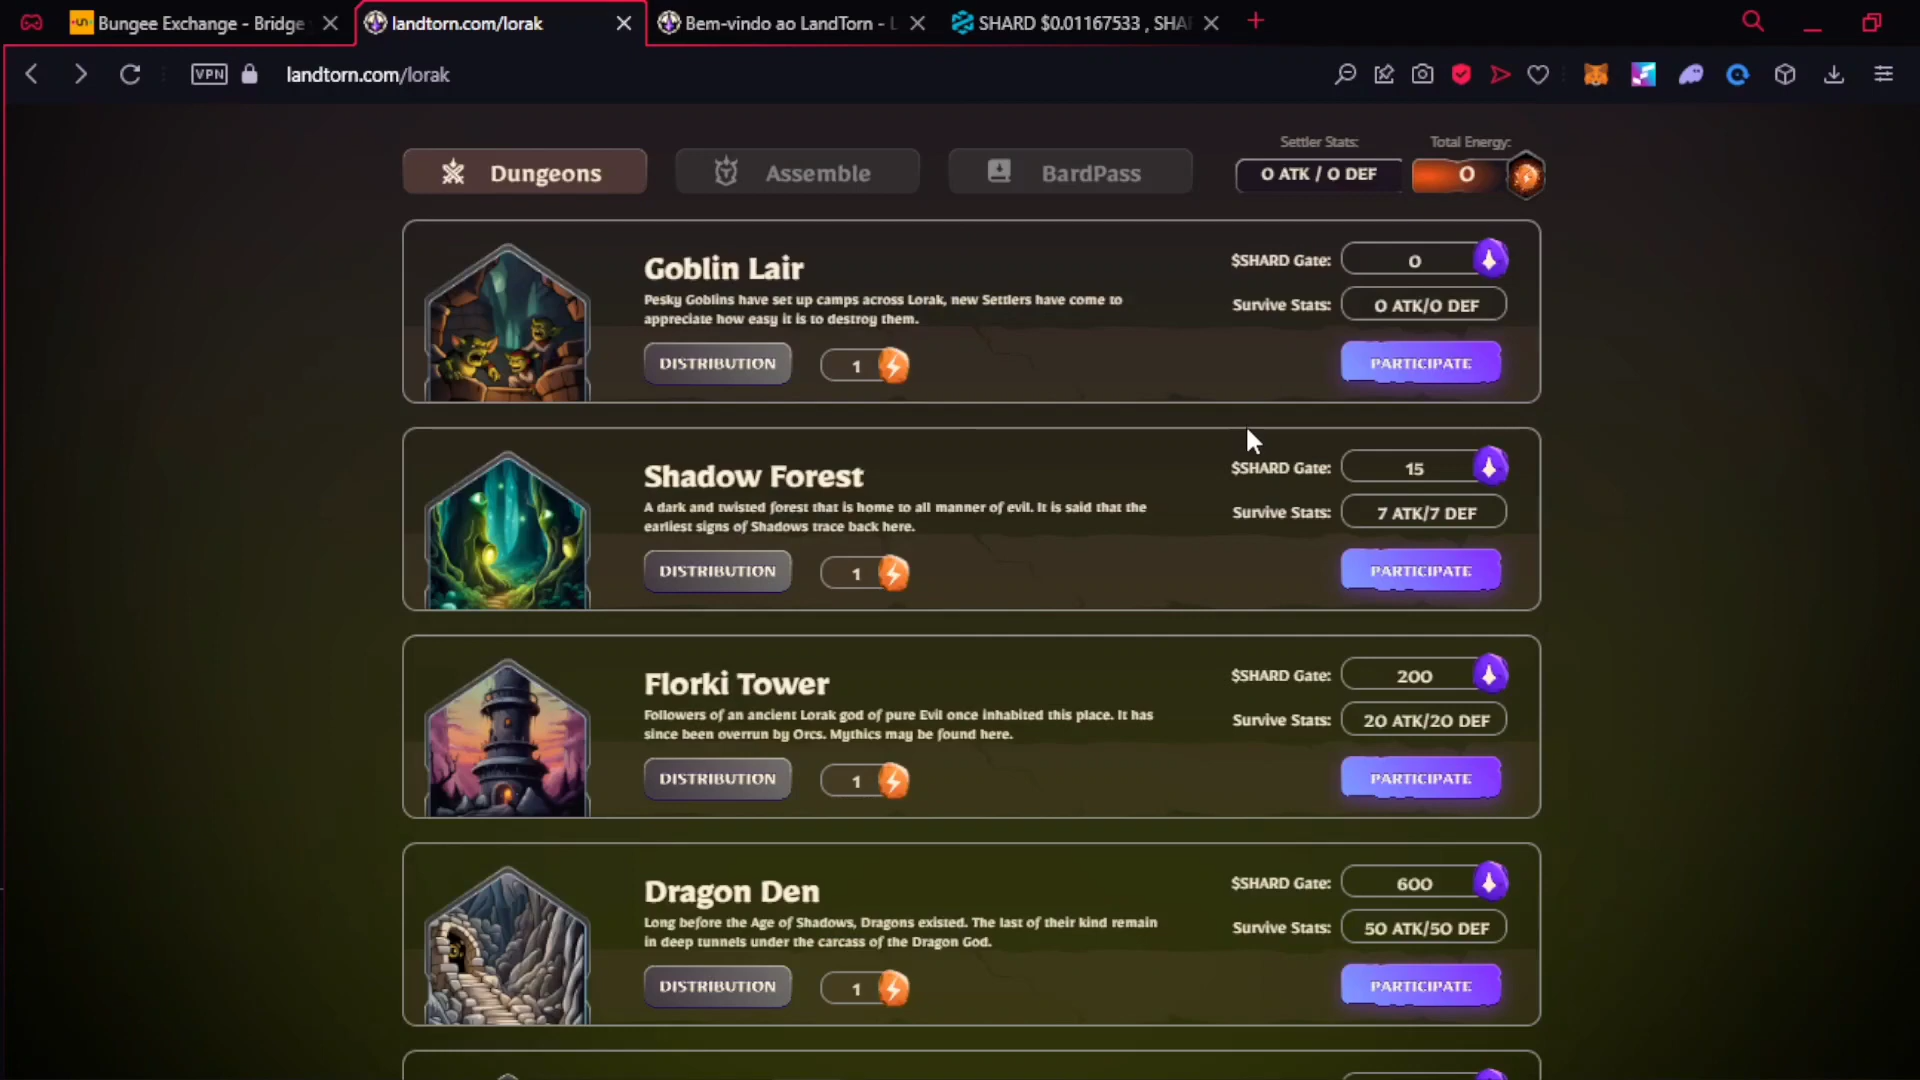 Bungee Exchange - Bridge
landtorn.com/lorak
Bem-vindo ao LandTorn - L
SHARD $0.01167533 , SHA
VPN
landtorn.com/lorak
Settler Stats:
Total Energy:
Dungeons
Assemble
BardPass
0 ATK / 0 DEF
0
Goblin Lair
Pesky Goblins have set up camps across Lorak, new Settlers have come to
appreciate how easy it is to destroy them.
DISTRIBUTION
1
$SHARD Gate:
0
Survive Stats:
0 ATK/0 DEF
PARTICIPATE
Shadow Forest
A dark and twisted forest that is home to all manner of evil. It is said that the
earliest signs of Shadows trace back here.
DISTRIBUTION
1
$SHARD Gate:
15
Survive Stats:
7 ATK/7 DEF
PARTICIPATE
Florki Tower
Followers of an ancient Lorak god of pure Evil once inhabited this place. It has
since been overrun by Orcs. Mythics may be found here.
DISTRIBUTION
1
$SHARD Gate:
200
Survive Stats:
20 ATK/20 DEF
PARTICIPATE
Dragon Den
Long before the Age of Shadows, Dragons existed. The last of their kind remain
in deep tunnels under the carcass of the Dragon God.
DISTRIBUTION
1
$SHARD Gate:
600
Survive Stats:
50 ATK/50 DEF
PARTICIPATE